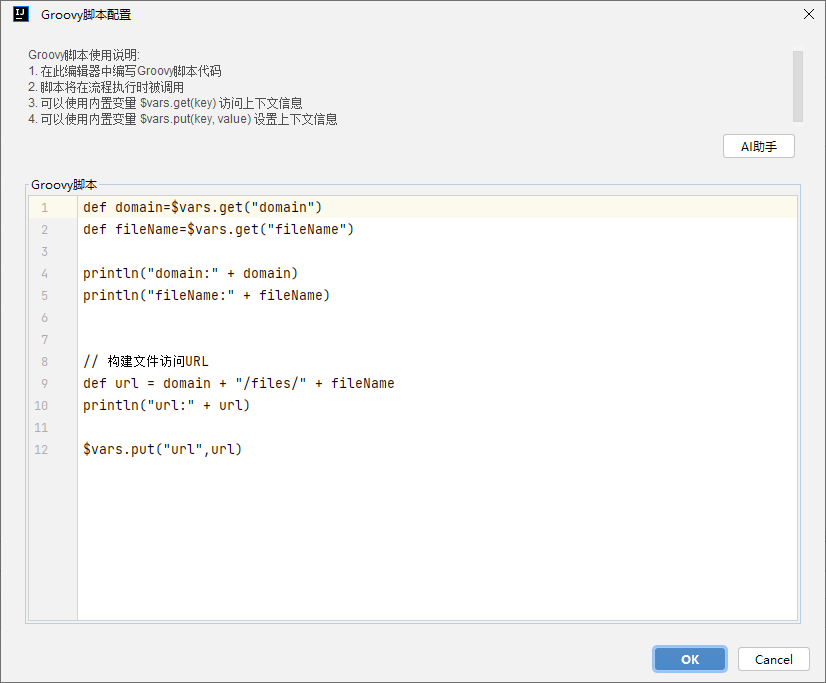 IJ
Groovy脚本配置
Groovy脚本使用说明:
1. 在此编辑器中编写Groovy脚本代码
2. 脚本将在流程执行时被调用
3. 可以使用内置变量 $vars.get(key) 访问上下文信息
4. 可以使用内置变量 $vars.put(key, value) 设置上下文信息
AI助手
Groovy脚本
1 def domain=$vars.get("domain")
2 def fileName=$vars.get("fileName")
3
4 println("domain:" + domain)
5 println("fileName:" + fileName)
6
7
8 // 构建文件访问URL
9 def url = domain + "/files/" + fileName
10 println("url:" + url)
11
12 $vars.put("url",url)
OK Cancel